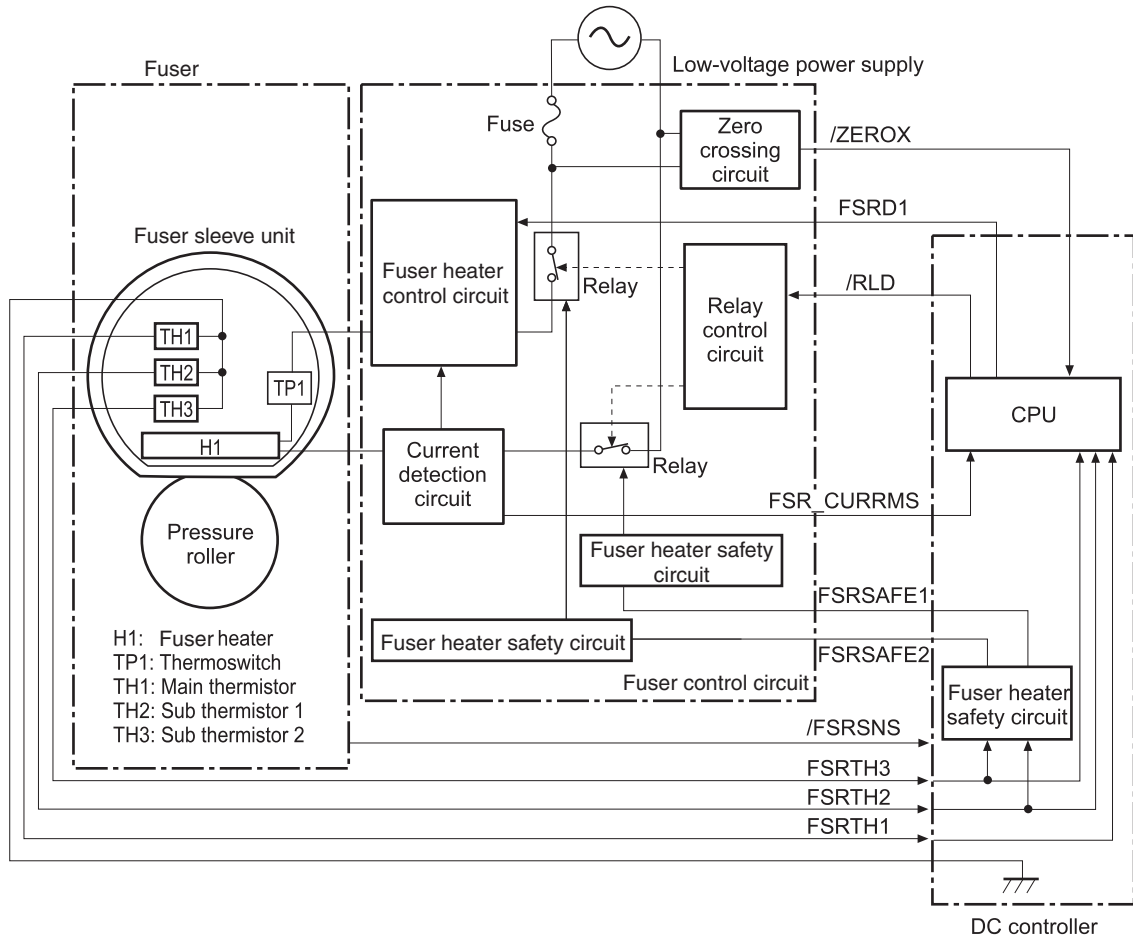 Low-voltage power supply
Fuser
Fuse
Zero
crossing
circuit
/ZEROX
FSRD1
Fuser sleeve unit
Fuser heater
control circuit
Relay
Relay
control
circuit
/RLD
TH1
TH2
TH3
TP1
H1
CPU
Current
detection
circuit
Relay
FSR_CURRMS
Pressure
roller
Fuser heater safety
circuit
FSRSAFE1
Fuser heater safety circuit
FSRSAFE2
Fuser control circuit
Fuser heater
safety circuit
H1: Fuser heater
TP1: Thermoswitch
TH1: Main thermistor
TH2: Sub thermistor 1
TH3: Sub thermistor 2
/FSRSNS
FSRTH3
FSRTH2
FSRTH1
DC controller